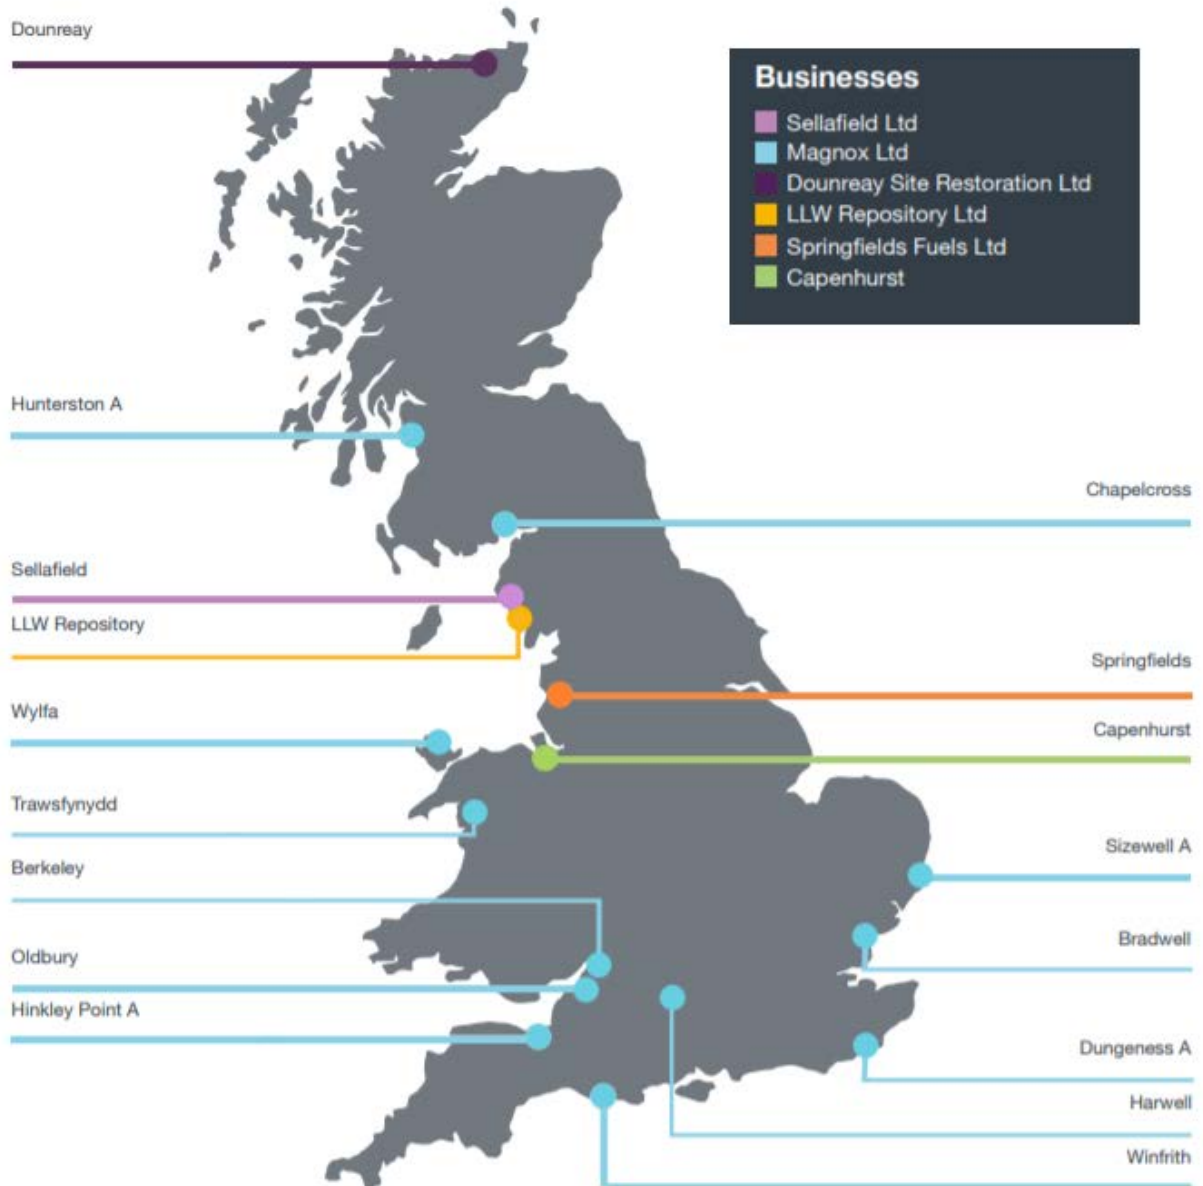 Dounreay
Businesses
Sellafield Ltd
Magnox Ltd
Dounreay Site Restoration Ltd
LLW Repository Ltd
Springfields Fuels Ltd
Capenhurst
Hunterston A
Chapelcross
Sellafield
LLW Repository
Springfields
Wylfa
Capenhurst
Trawsfynydd
Sizewell A
Berkeley
Bradwell
Oldbury
Hinkley Point A
Dungeness A
Harwell
Winfrith